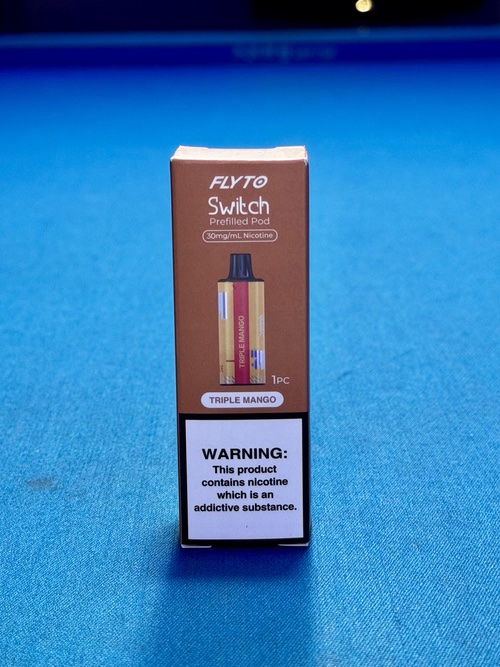 FLYTO
Switch
Prefilled Pod
30mg/mL Nicotine
TRIPLE MANGO
1PC
TRIPLE MANGO
WARNING:
This product
contains nicotine
which is an
addictive substance.